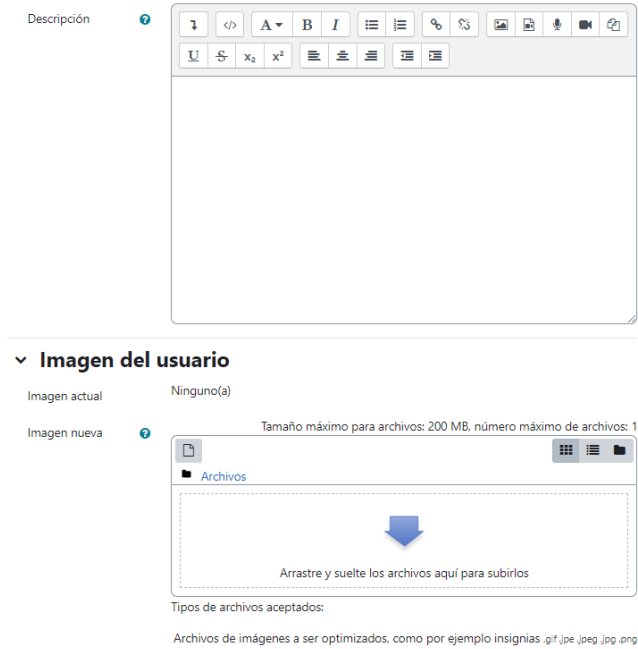 Descripción
A B I
U S x₂ x²
Imagen del usuario
Imagen actual Ninguno(a)
Imagen nueva Tamaño máximo para archivos: 200 MB, número máximo de archivos: 1
Archivos
Arrastre y suelte los archivos aquí para subirlos
Tipos de archivos aceptados:
Archivos de imágenes a ser optimizados, como por ejemplo insignias .gif .jpe .jpeg .jpg .png